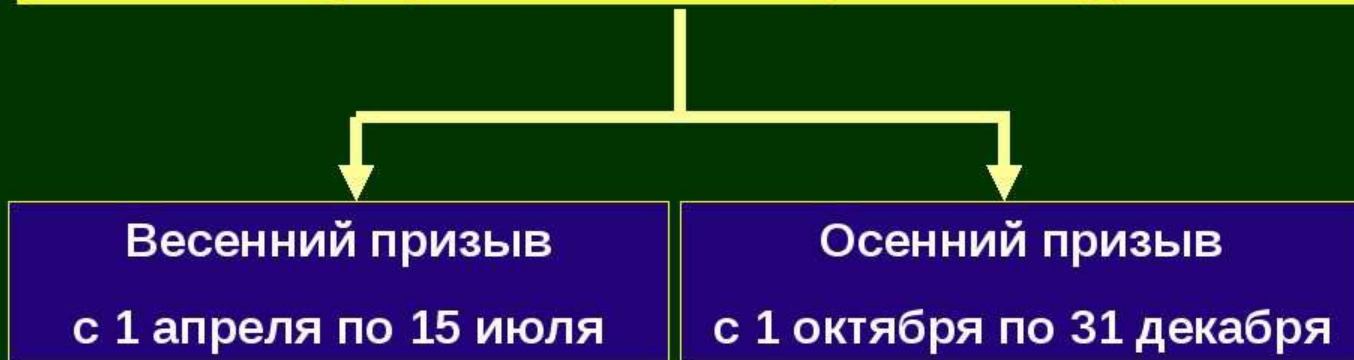 Весенний призыв
с 1 апреля по 15 июля
Осенний призыв
с 1 октября по 31 декабря